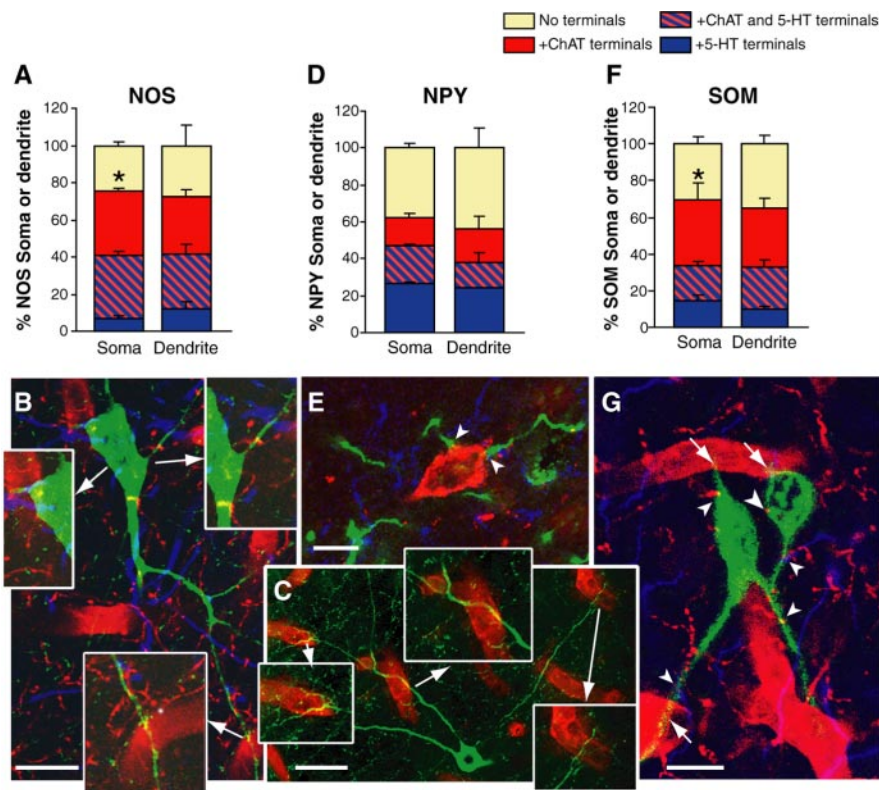 No terminals
+ChAT and 5-HT terminals
+ChAT terminals
+5-HT terminals
A
NOS
% NOS Soma or dendrite
120
100
80
60
40
20
0
*
Soma Dendrite
D
NPY
% NPY Soma or dendrite
120
100
80
60
40
20
0
Soma Dendrite
F
SOM
% SOM Soma or dendrite
120
100
80
60
40
20
0
*
Soma Dendrite
B
E
G
C
*